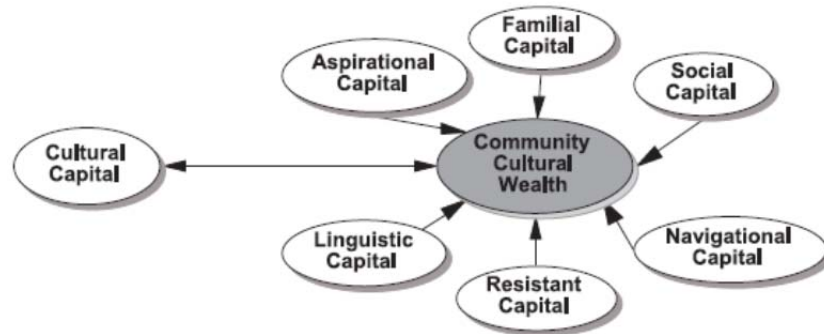 Familial
Capital
Aspirational
Capital
Social
Capital
Cultural
Capital
Community
Cultural
Wealth
Linguistic
Capital
Navigational
Capital
Resistant
Capital